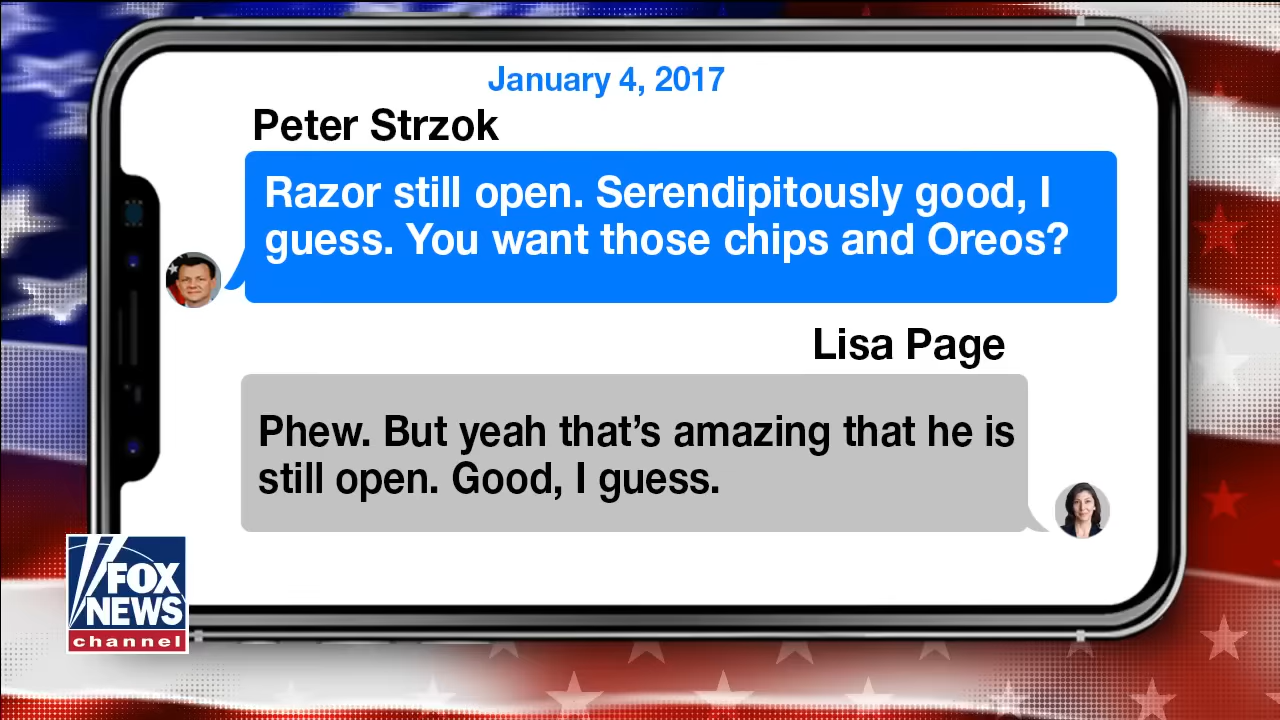 January 4, 2017
Peter Strzok
Razor still open. Serendipitously good, I
guess. You want those chips and Oreos?
Lisa Page
Phew. But yeah that’s amazing that he is
still open. Good, I guess.
FOX
NEWS
channel